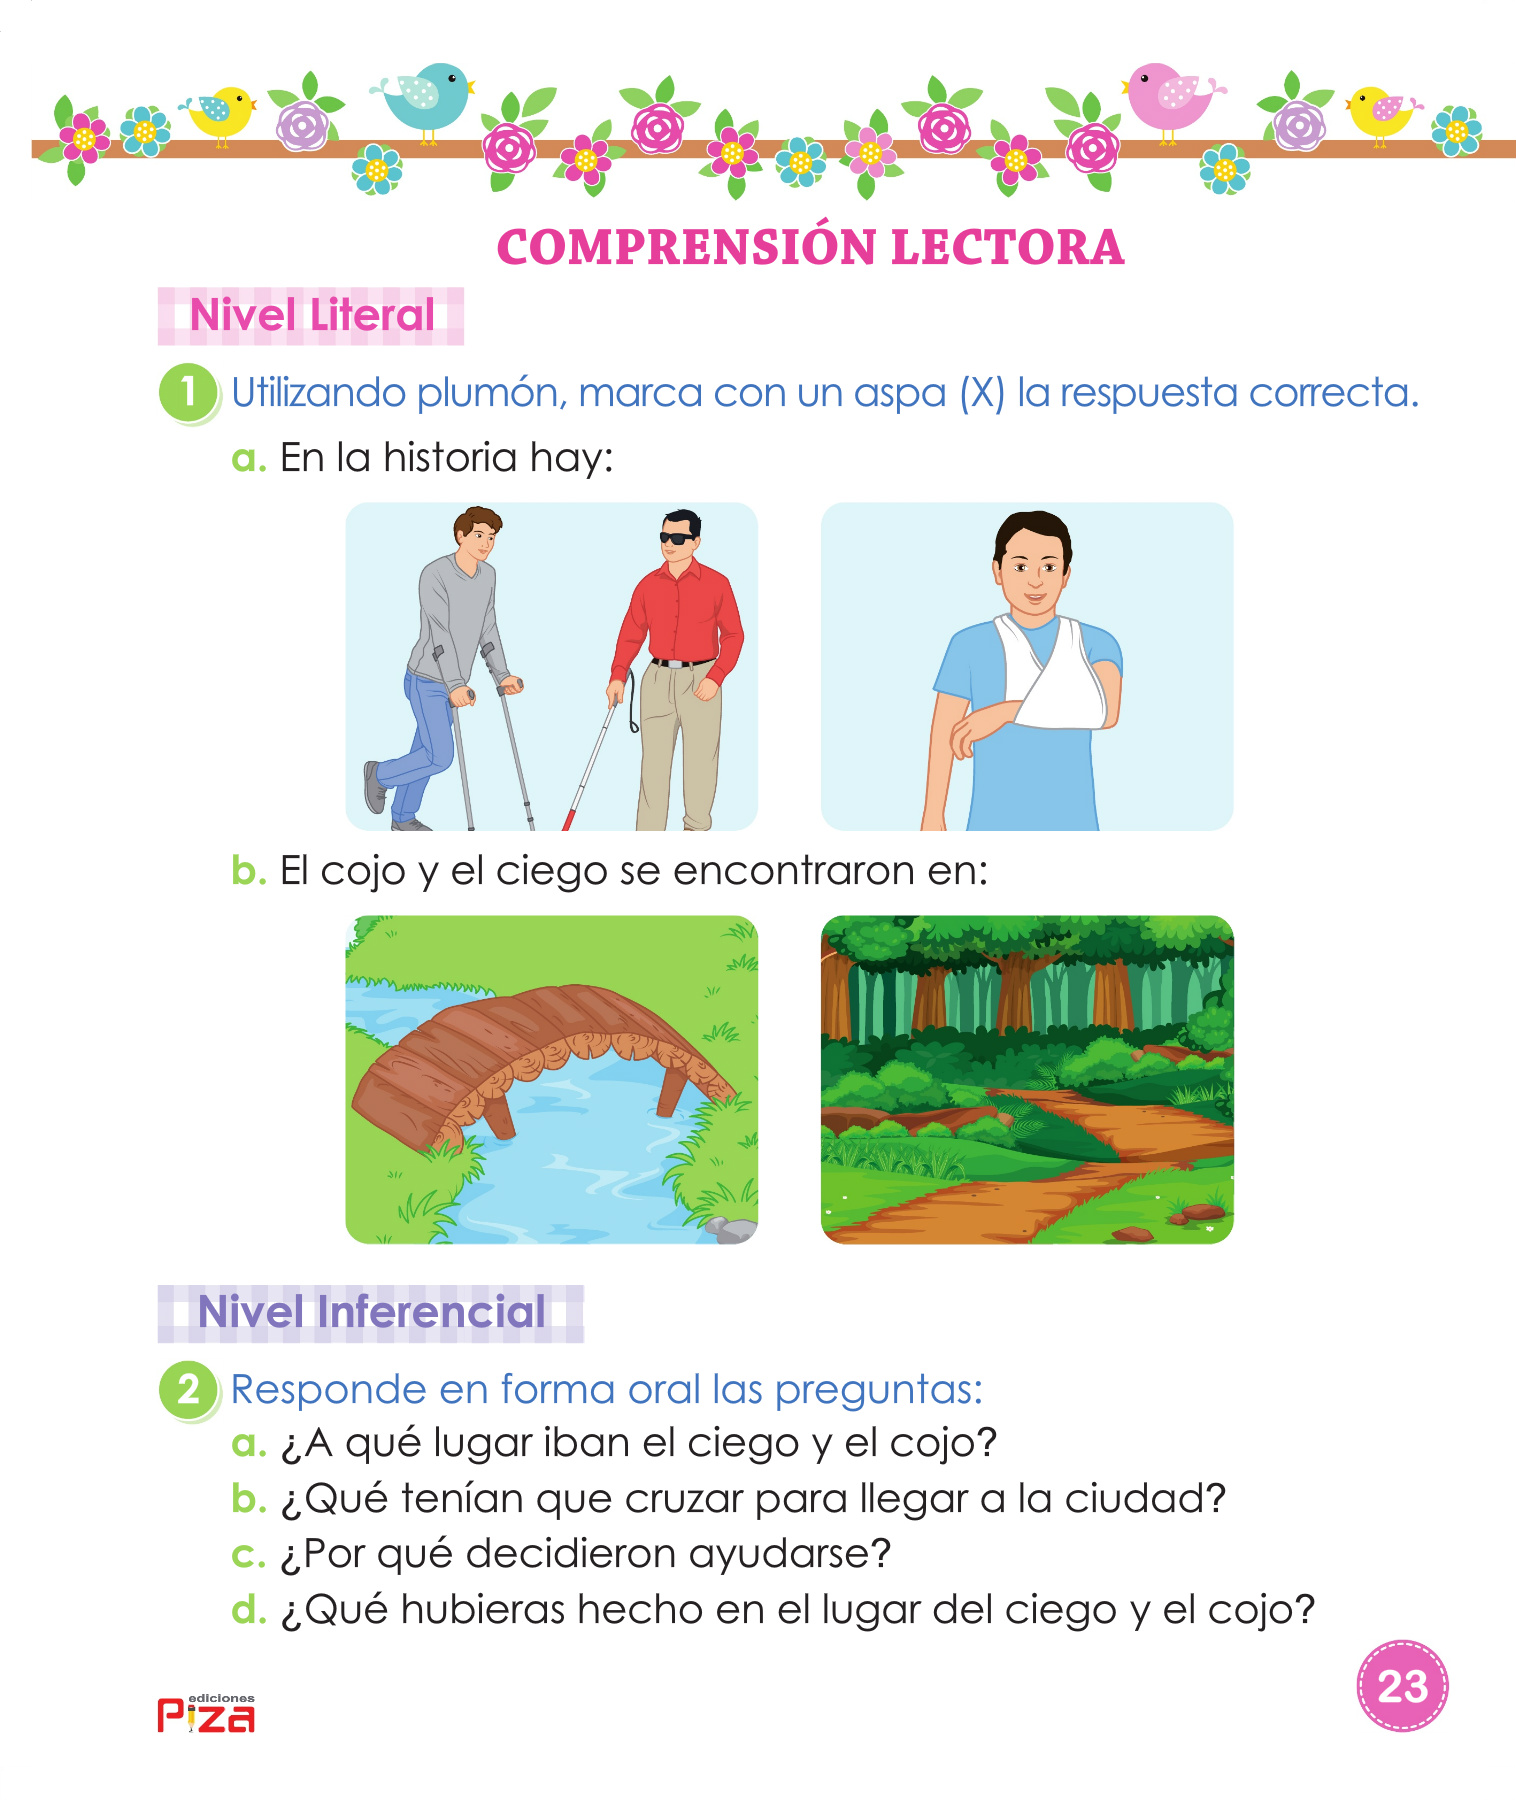 COMPRENSIÓN LECTORA
Nivel Literal
1 Utilizando plumón, marca con un aspa (X) la respuesta correcta.
a. En la historia hay:
b. El cojo y el ciego se encontraron en:
Nivel Inferencial
2 Responde en forma oral las preguntas:
a. ¿A qué lugar iban el ciego y el cojo?
b. ¿Qué tenían que cruzar para llegar a la ciudad?
c. ¿Por qué decidieron ayudarse?
d. ¿Qué hubieras hecho en el lugar del ciego y el cojo?
23
ediciones
Piza